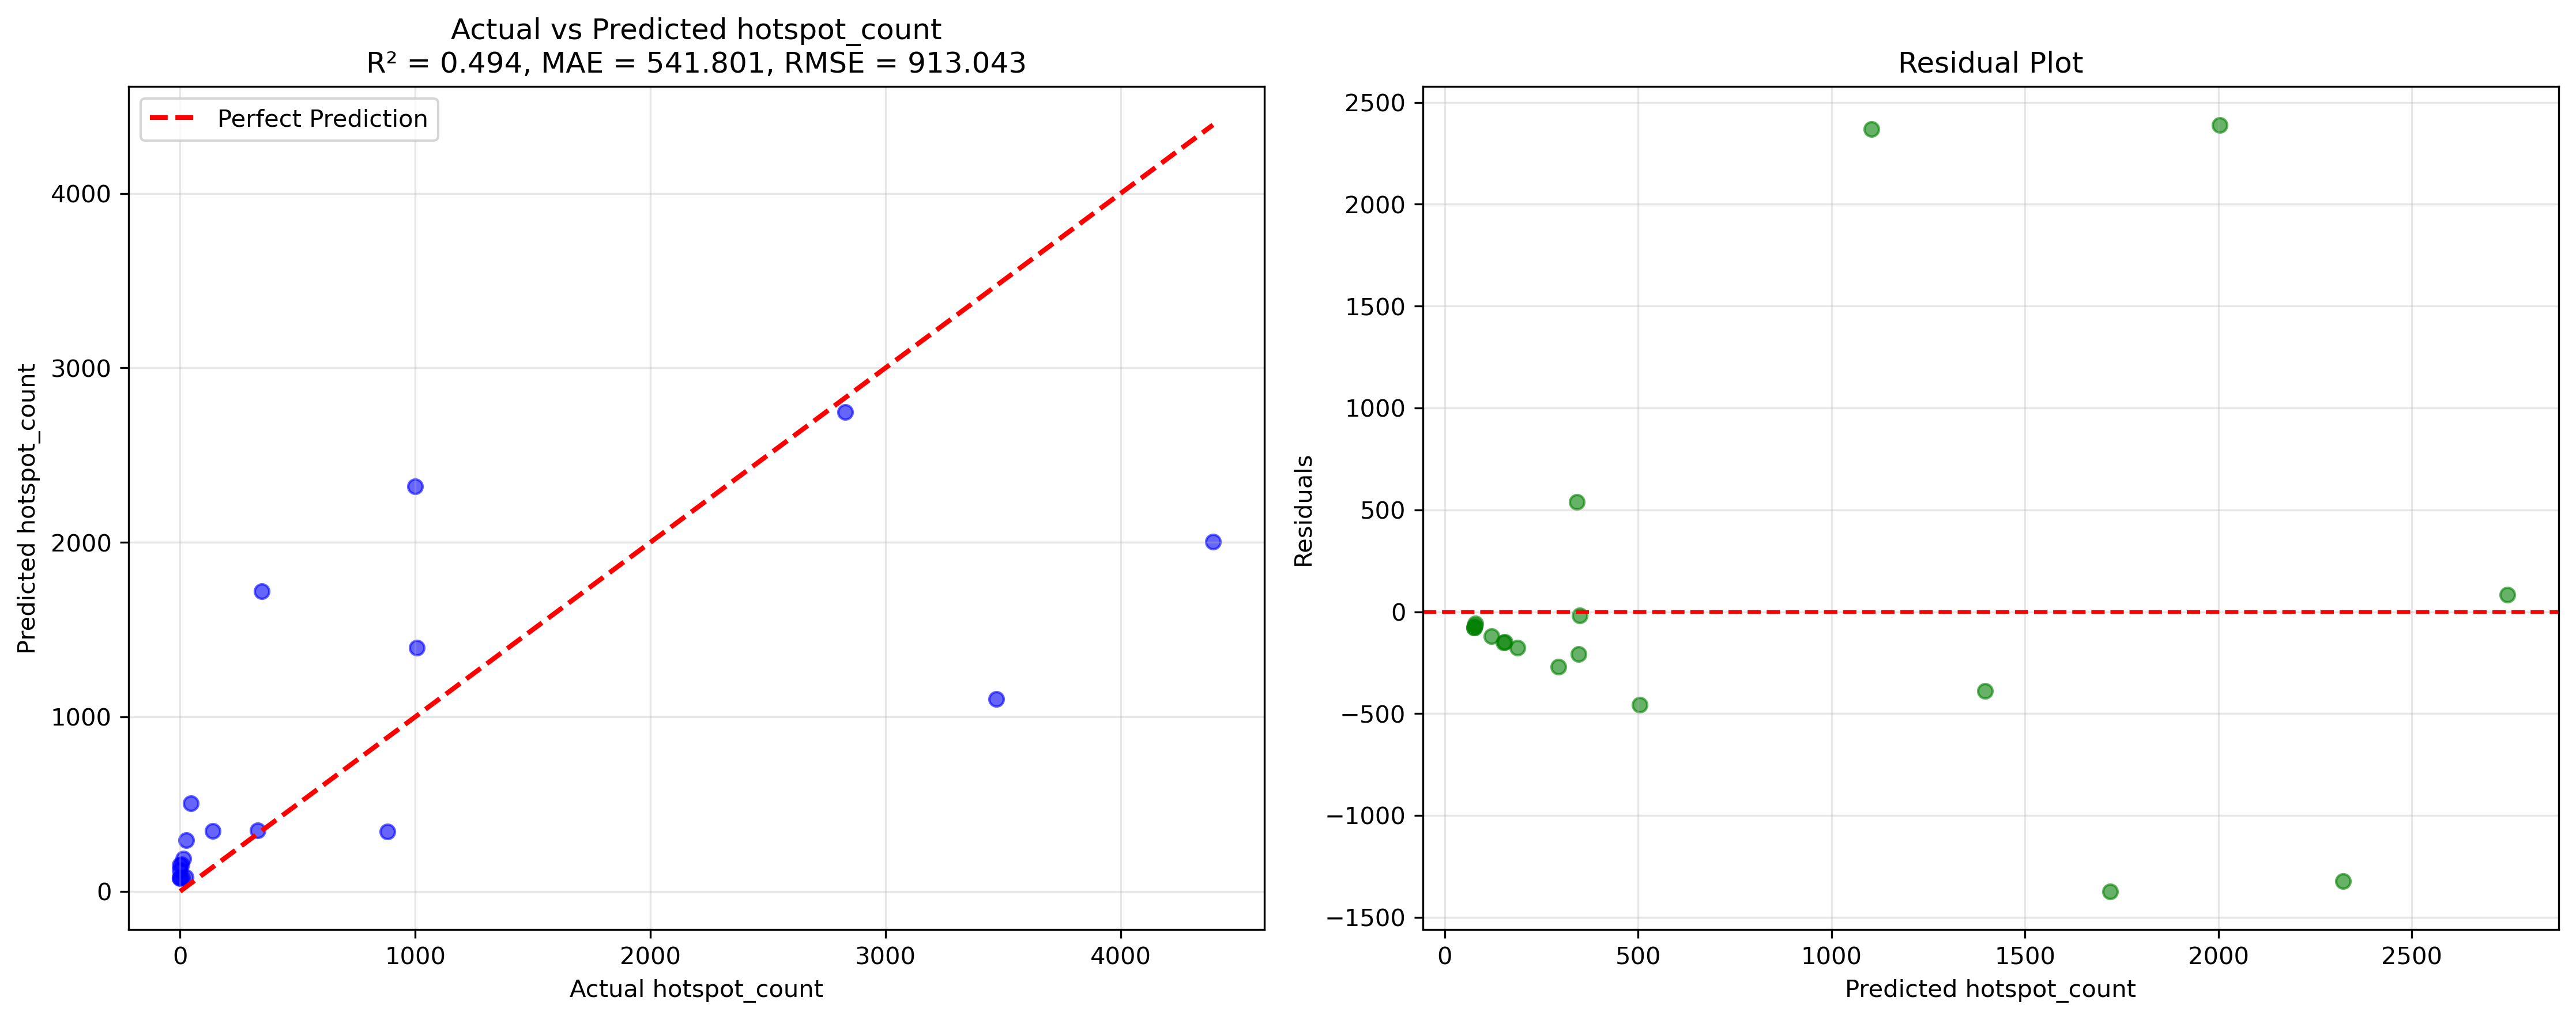 Actual vs Predicted hotspot_count
R² = 0.494, MAE = 541.801, RMSE = 913.043
Perfect Prediction
Predicted hotspot_count
4000
3000
2000
1000
0
0 1000 2000 3000 4000
Actual hotspot_count
Residual Plot
Residuals
2500
2000
1500
1000
500
0
−500
−1000
−1500
0 500 1000 1500 2000 2500
Predicted hotspot_count